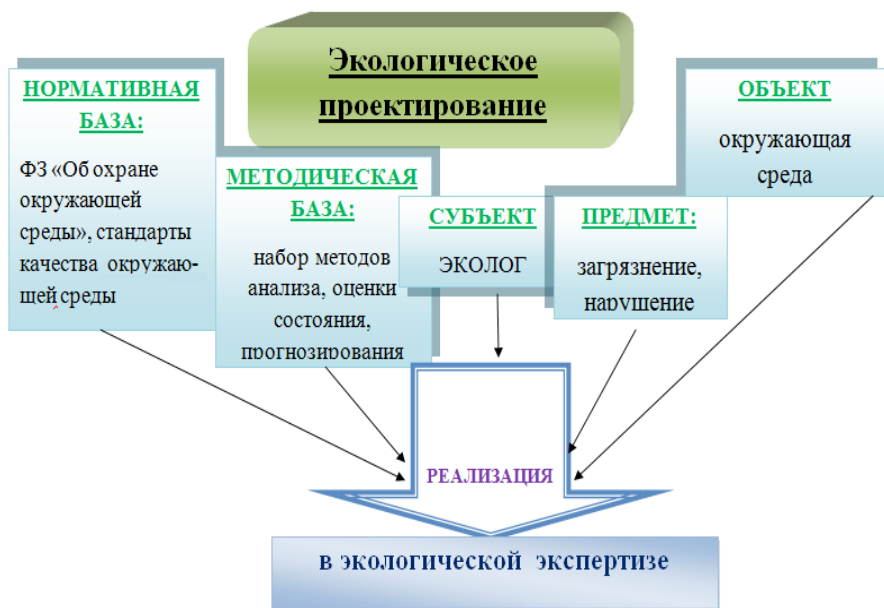 Экологическое
проектирование
НОРМАТИВНАЯ
БАЗА:
ФЗ «Об охране
окружающей
среды», стандарты
качества окружаю-
щей среды
МЕТОДИЧЕСКАЯ
БАЗА:
набор методов
анализа, оценки
состояния,
прогнозирования
СУБЪЕКТ
ЭКОЛОГ
ПРЕДМЕТ:
загрязнение,
нарушение
ОБЪЕКТ
окружающая
среда
РЕАЛИЗАЦИЯ
в экологической экспертизе